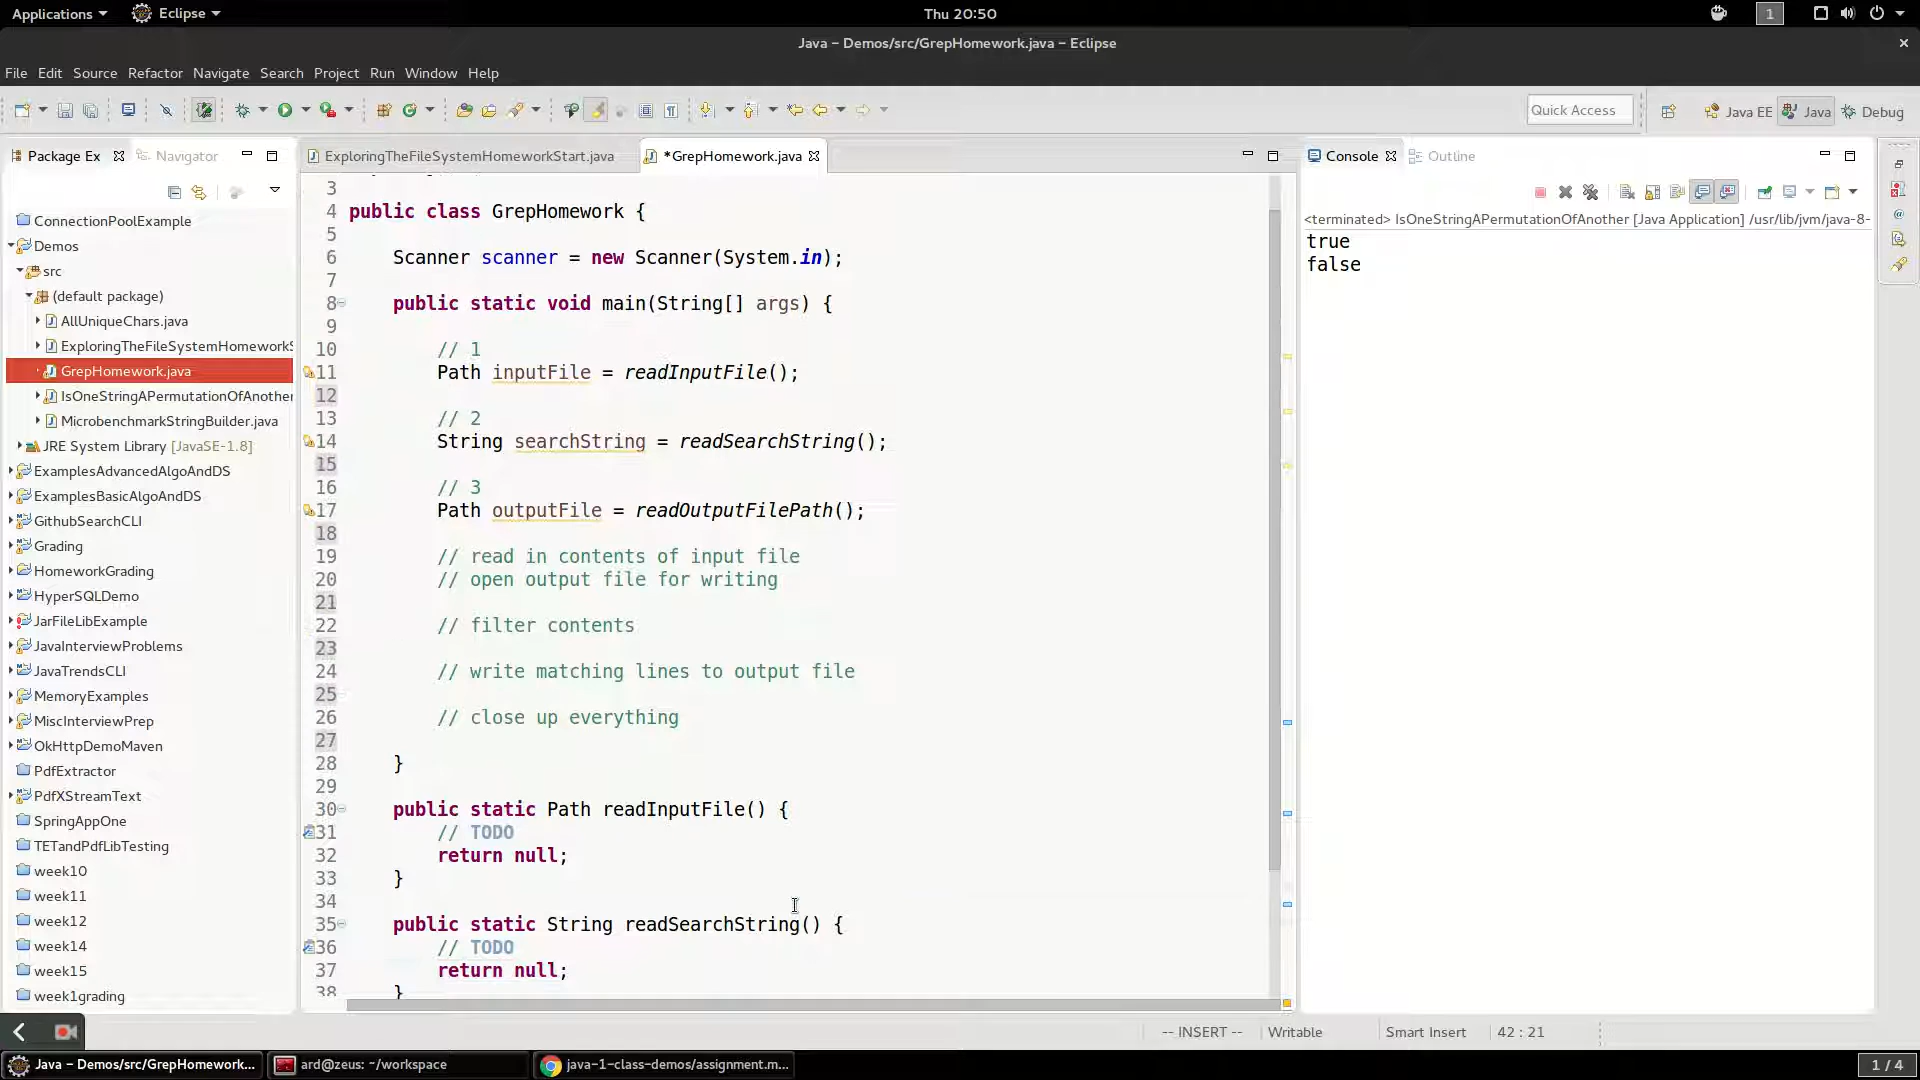 Applications Eclipse Thu 20:50 1
Java – Demos/src/GrepHomework.java – Eclipse
File Edit Source Refactor Navigate Search Project Run Window Help
Quick Access Java EE Java Debug
Package Ex Navigator
ExploringTheFileSystemHomeworkStart.java *GrepHomework.java
Console Outline
ConnectionPoolExample
Demos
src
(default package)
AllUniqueChars.java
ExploringTheFileSystemHomeworkS
GrepHomework.java
IsOneStringAPermutationOfAnother
MicrobenchmarkStringBuilder.java
JRE System Library [JavaSE-1.8]
ExamplesAdvancedAlgoAndDS
ExamplesBasicAlgoAndDS
GithubSearchCLI
Grading
HomeworkGrading
HyperSQLDemo
JarFileLibExample
JavaInterviewProblems
JavaTrendsCLI
MemoryExamples
MiscInterviewPrep
OkHttpDemoMaven
PdfExtractor
PdfXStreamText
SpringAppOne
TETandPdfLibTesting
week10
week11
week12
week14
week15
week1grading
3
4 public class GrepHomework {
5
6 Scanner scanner = new Scanner(System.in);
7
8 public static void main(String[] args) {
9
10 // 1
11 Path inputFile = readInputFile();
12
13 // 2
14 String searchString = readSearchString();
15
16 // 3
17 Path outputFile = readOutputFilePath();
18
19 // read in contents of input file
20 // open output file for writing
21
22 // filter contents
23
24 // write matching lines to output file
25
26 // close up everything
27
28 }
29
30 public static Path readInputFile() {
31 // TODO
32 return null;
33 }
34
35 public static String readSearchString() {
36 // TODO
37 return null;
38 }
<terminated> IsOneStringAPermutationOfAnother [Java Application] /usr/lib/jvm/java-8-
true
false
-- INSERT -- Writable Smart Insert 42 : 21
Java – Demos/src/GrepHomework... ard@zeus: ~/workspace java-1-class-demos/assignment.m... 1 / 4